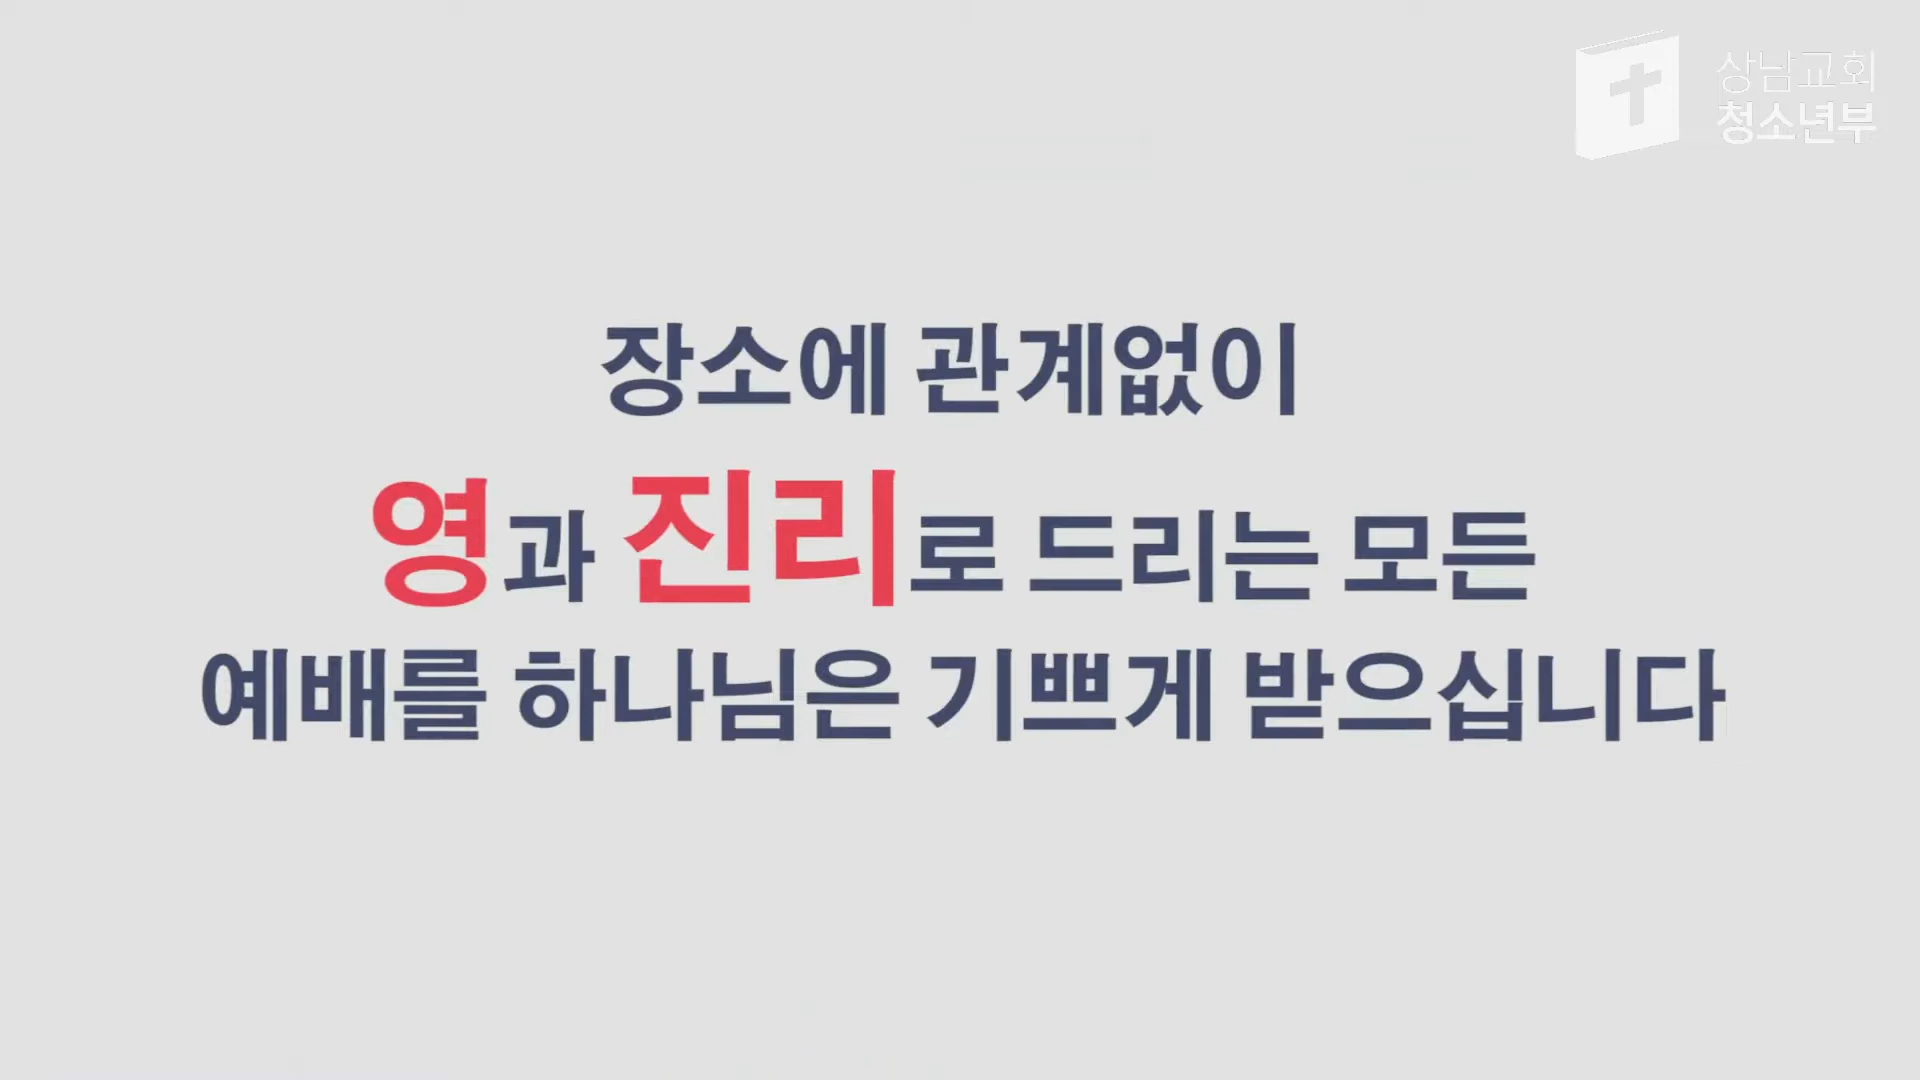 상남교회
청소년부
장소에 관계없이
영과 진리로 드리는 모든
예배를 하나님은 기쁘게 받으십니다